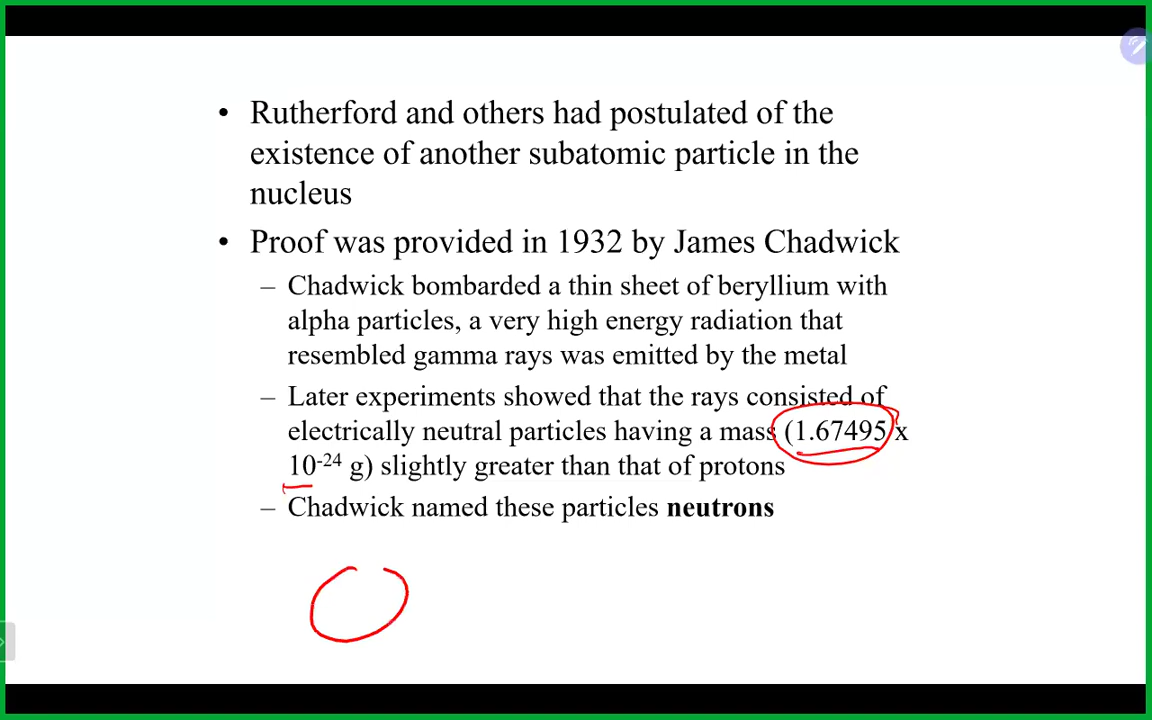 • Rutherford and others had postulated of the
existence of another subatomic particle in the
nucleus
• Proof was provided in 1932 by James Chadwick
– Chadwick bombarded a thin sheet of beryllium with
alpha particles, a very high energy radiation that
resembled gamma rays was emitted by the metal
– Later experiments showed that the rays consisted of
electrically neutral particles having a mass (1.67495 x
10⁻²⁴ g) slightly greater than that of protons
– Chadwick named these particles neutrons